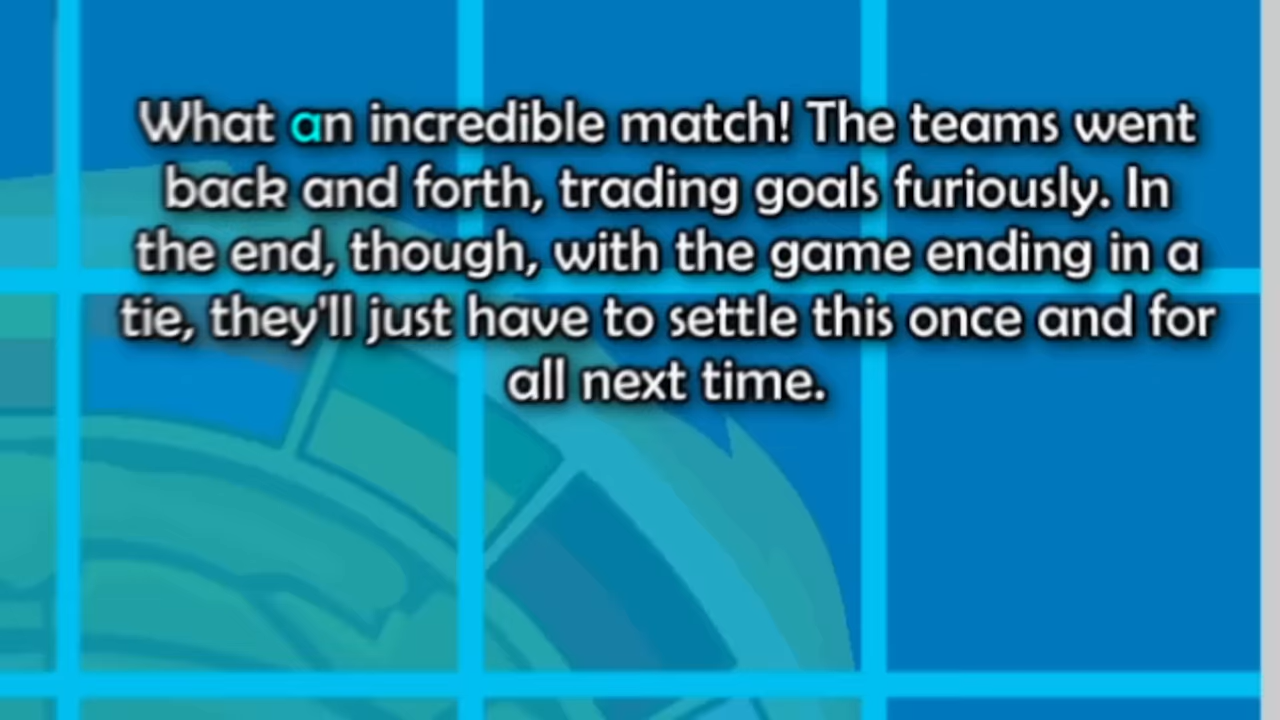 What an incredible match! The teams went
back and forth, trading goals furiously. In
the end, though, with the game ending in a
tie, they'll just have to settle this once and for
all next time.